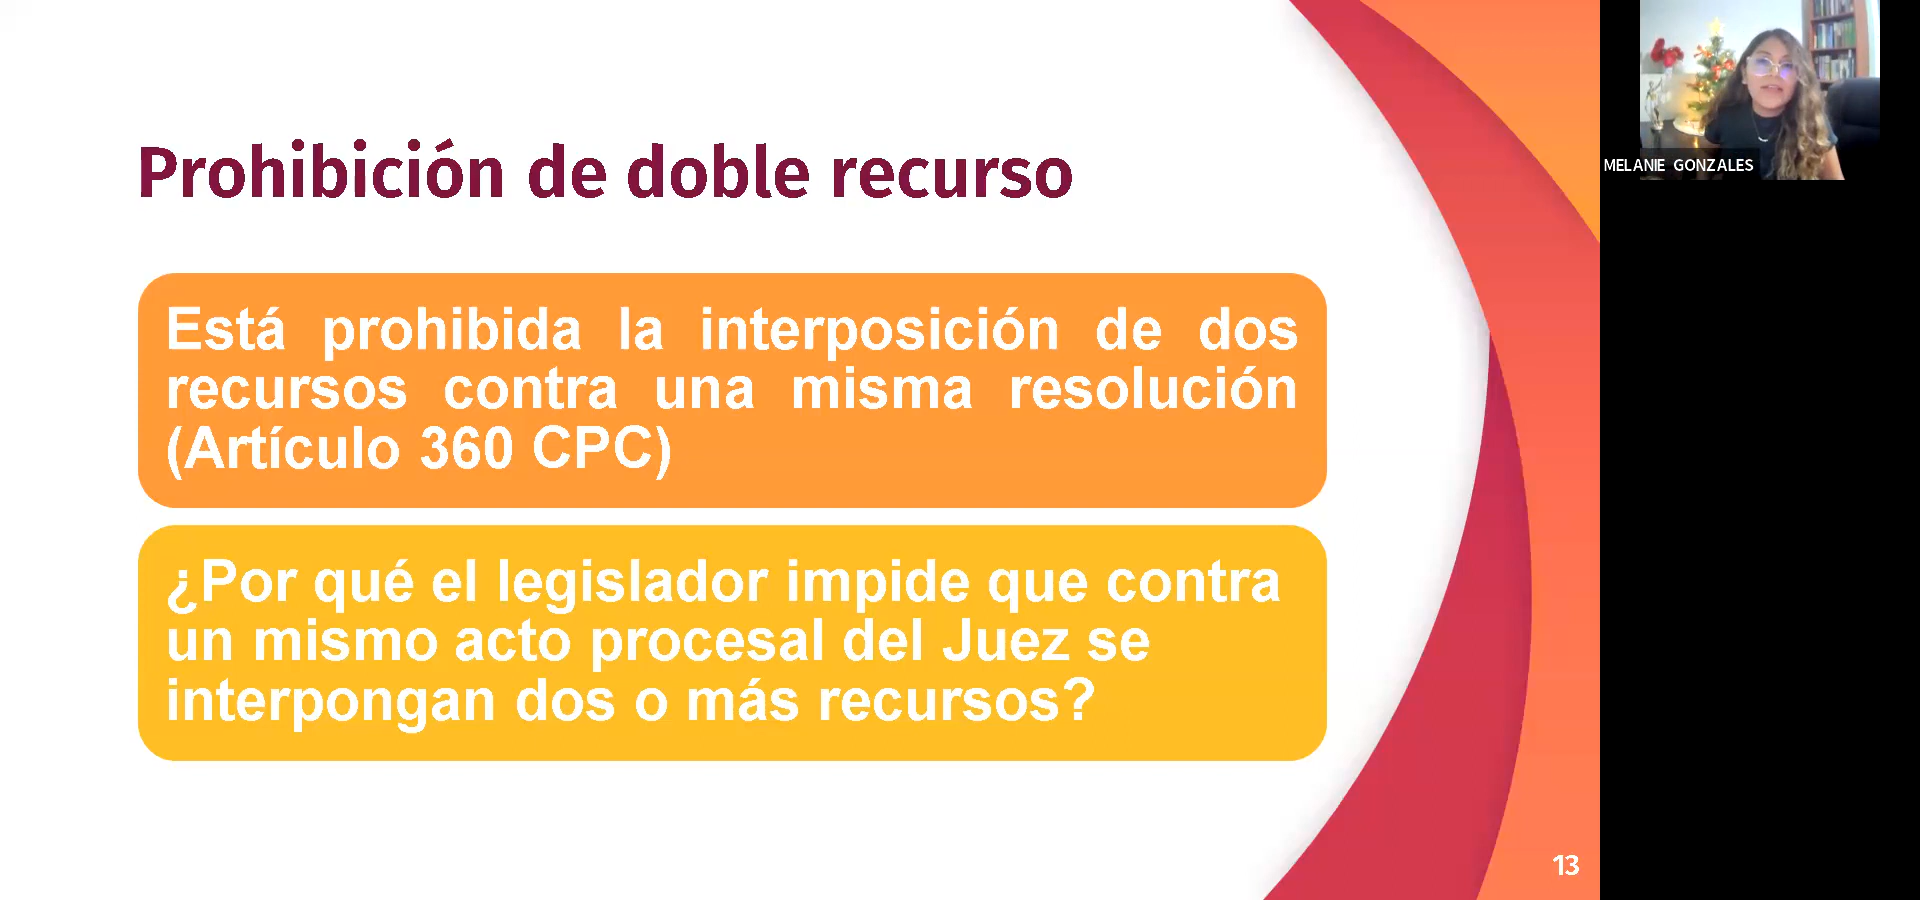 Prohibición de doble recurso
Está prohibida la interposición de dos
recursos contra una misma resolución
(Artículo 360 CPC)
¿Por qué el legislador impide que contra
un mismo acto procesal del Juez se
interpongan dos o más recursos?
13
MELANIE GONZALES